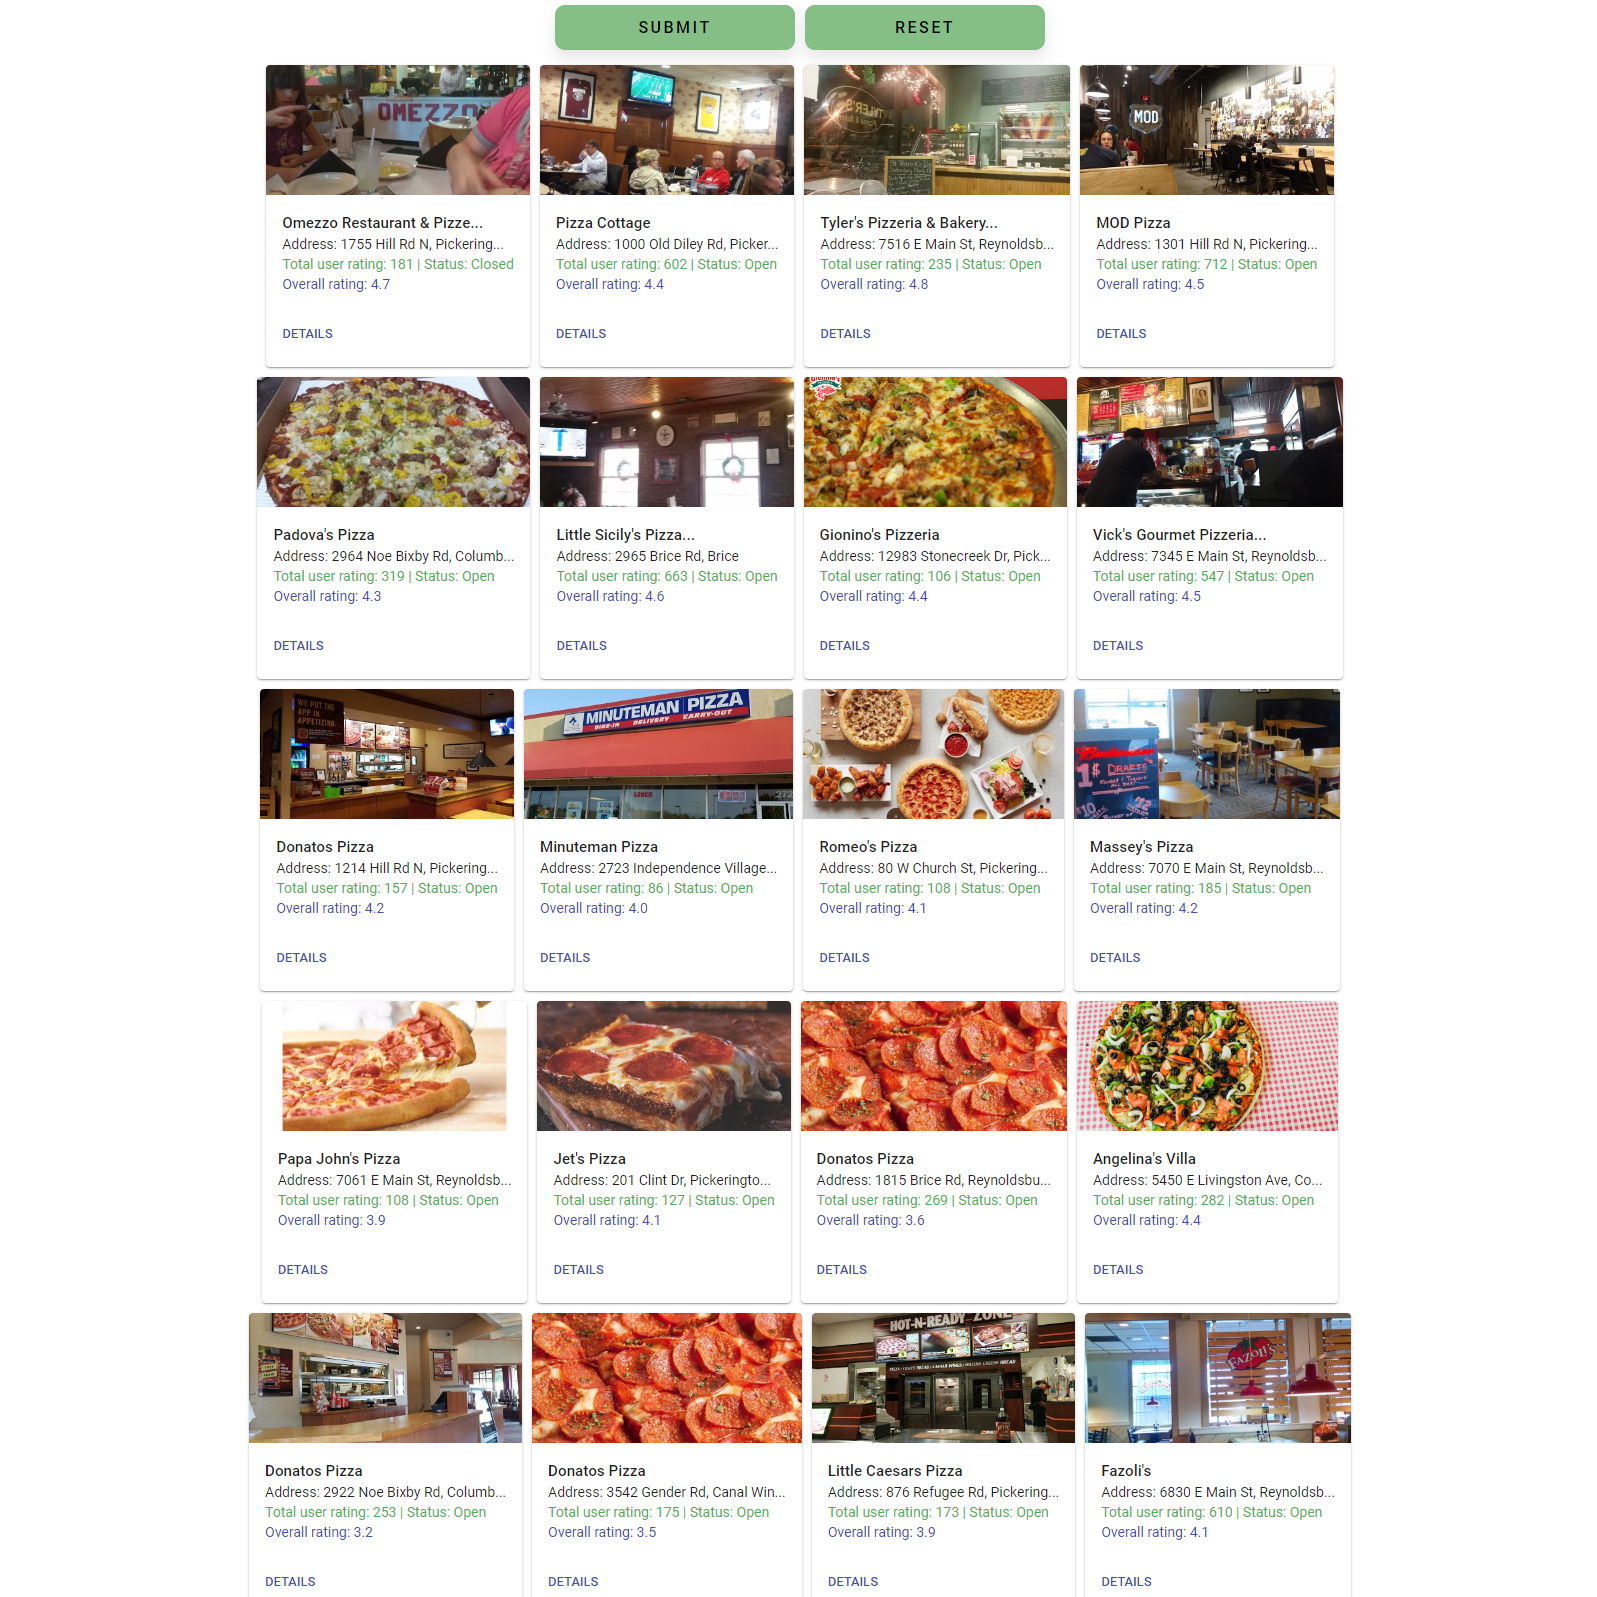 SUBMIT
RESET
OMEZZO
TYLER'S
MOD
Omezzo Restaurant & Pizze...
Address: 1755 Hill Rd N, Pickering...
Total user rating: 181 | Status: Closed
Overall rating: 4.7
DETAILS
Pizza Cottage
Address: 1000 Old Diley Rd, Picker...
Total user rating: 602 | Status: Open
Overall rating: 4.4
DETAILS
Tyler's Pizzeria & Bakery...
Address: 7516 E Main St, Reynoldsb...
Total user rating: 235 | Status: Open
Overall rating: 4.8
DETAILS
MOD Pizza
Address: 1301 Hill Rd N, Pickering...
Total user rating: 712 | Status: Open
Overall rating: 4.5
DETAILS
Padova's Pizza
Address: 2964 Noe Bixby Rd, Columb...
Total user rating: 319 | Status: Open
Overall rating: 4.3
DETAILS
Little Sicily's Pizza...
Address: 2965 Brice Rd, Brice
Total user rating: 663 | Status: Open
Overall rating: 4.6
DETAILS
Gionino's Pizzeria
Address: 12983 Stonecreek Dr, Pick...
Total user rating: 106 | Status: Open
Overall rating: 4.4
DETAILS
Vick's Gourmet Pizzeria...
Address: 7345 E Main St, Reynoldsb...
Total user rating: 547 | Status: Open
Overall rating: 4.5
DETAILS
WE PUT THE
APP IN
APPETIZING.
MINUTEMAN PIZZA
DINE-IN DELIVERY CARRY-OUT
LUNCH
Budweiser
1$ DRAFTS
Donatos Pizza
Address: 1214 Hill Rd N, Pickering...
Total user rating: 157 | Status: Open
Overall rating: 4.2
DETAILS
Minuteman Pizza
Address: 2723 Independence Village...
Total user rating: 86 | Status: Open
Overall rating: 4.0
DETAILS
Romeo's Pizza
Address: 80 W Church St, Pickering...
Total user rating: 108 | Status: Open
Overall rating: 4.1
DETAILS
Massey's Pizza
Address: 7070 E Main St, Reynoldsb...
Total user rating: 185 | Status: Open
Overall rating: 4.2
DETAILS
Papa John's Pizza
Address: 7061 E Main St, Reynoldsb...
Total user rating: 108 | Status: Open
Overall rating: 3.9
DETAILS
Jet's Pizza
Address: 201 Clint Dr, Pickeringto...
Total user rating: 127 | Status: Open
Overall rating: 4.1
DETAILS
Donatos Pizza
Address: 1815 Brice Rd, Reynoldsbu...
Total user rating: 269 | Status: Open
Overall rating: 3.6
DETAILS
Angelina's Villa
Address: 5450 E Livingston Ave, Co...
Total user rating: 282 | Status: Open
Overall rating: 4.4
DETAILS
HOT-N-READY ZONE
FAZOLI'S
Donatos Pizza
Address: 2922 Noe Bixby Rd, Columb...
Total user rating: 253 | Status: Open
Overall rating: 3.2
DETAILS
Donatos Pizza
Address: 3542 Gender Rd, Canal Win...
Total user rating: 175 | Status: Open
Overall rating: 3.5
DETAILS
Little Caesars Pizza
Address: 876 Refugee Rd, Pickering...
Total user rating: 173 | Status: Open
Overall rating: 3.9
DETAILS
Fazoli's
Address: 6830 E Main St, Reynoldsb...
Total user rating: 610 | Status: Open
Overall rating: 4.1
DETAILS